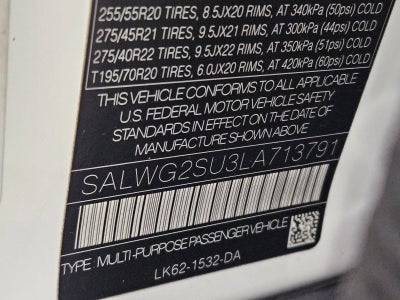 255/55R20 TIRES, 8.5JX20 RIMS, AT 340kPa (50psi) COLD
275/45R21 TIRES, 9.5JX21 RIMS, AT 300kPa (44psi) COLD
275/40R22 TIRES, 9.5JX22 RIMS, AT 350kPa (51psi) COLD
T195/70R20 TIRES, 6.0JX20 RIMS, AT 420kPa (60psi) COLD
THIS VEHICLE CONFORMS TO ALL APPLICABLE
U.S. FEDERAL MOTOR VEHICLE SAFETY
STANDARDS IN EFFECT ON THE DATE OF
MANUFACTURE SHOWN ABOVE.
SALWG2SU3LA713791
TYPE: MULTI-PURPOSE PASSENGER VEHICLE
LK62-1532-DA